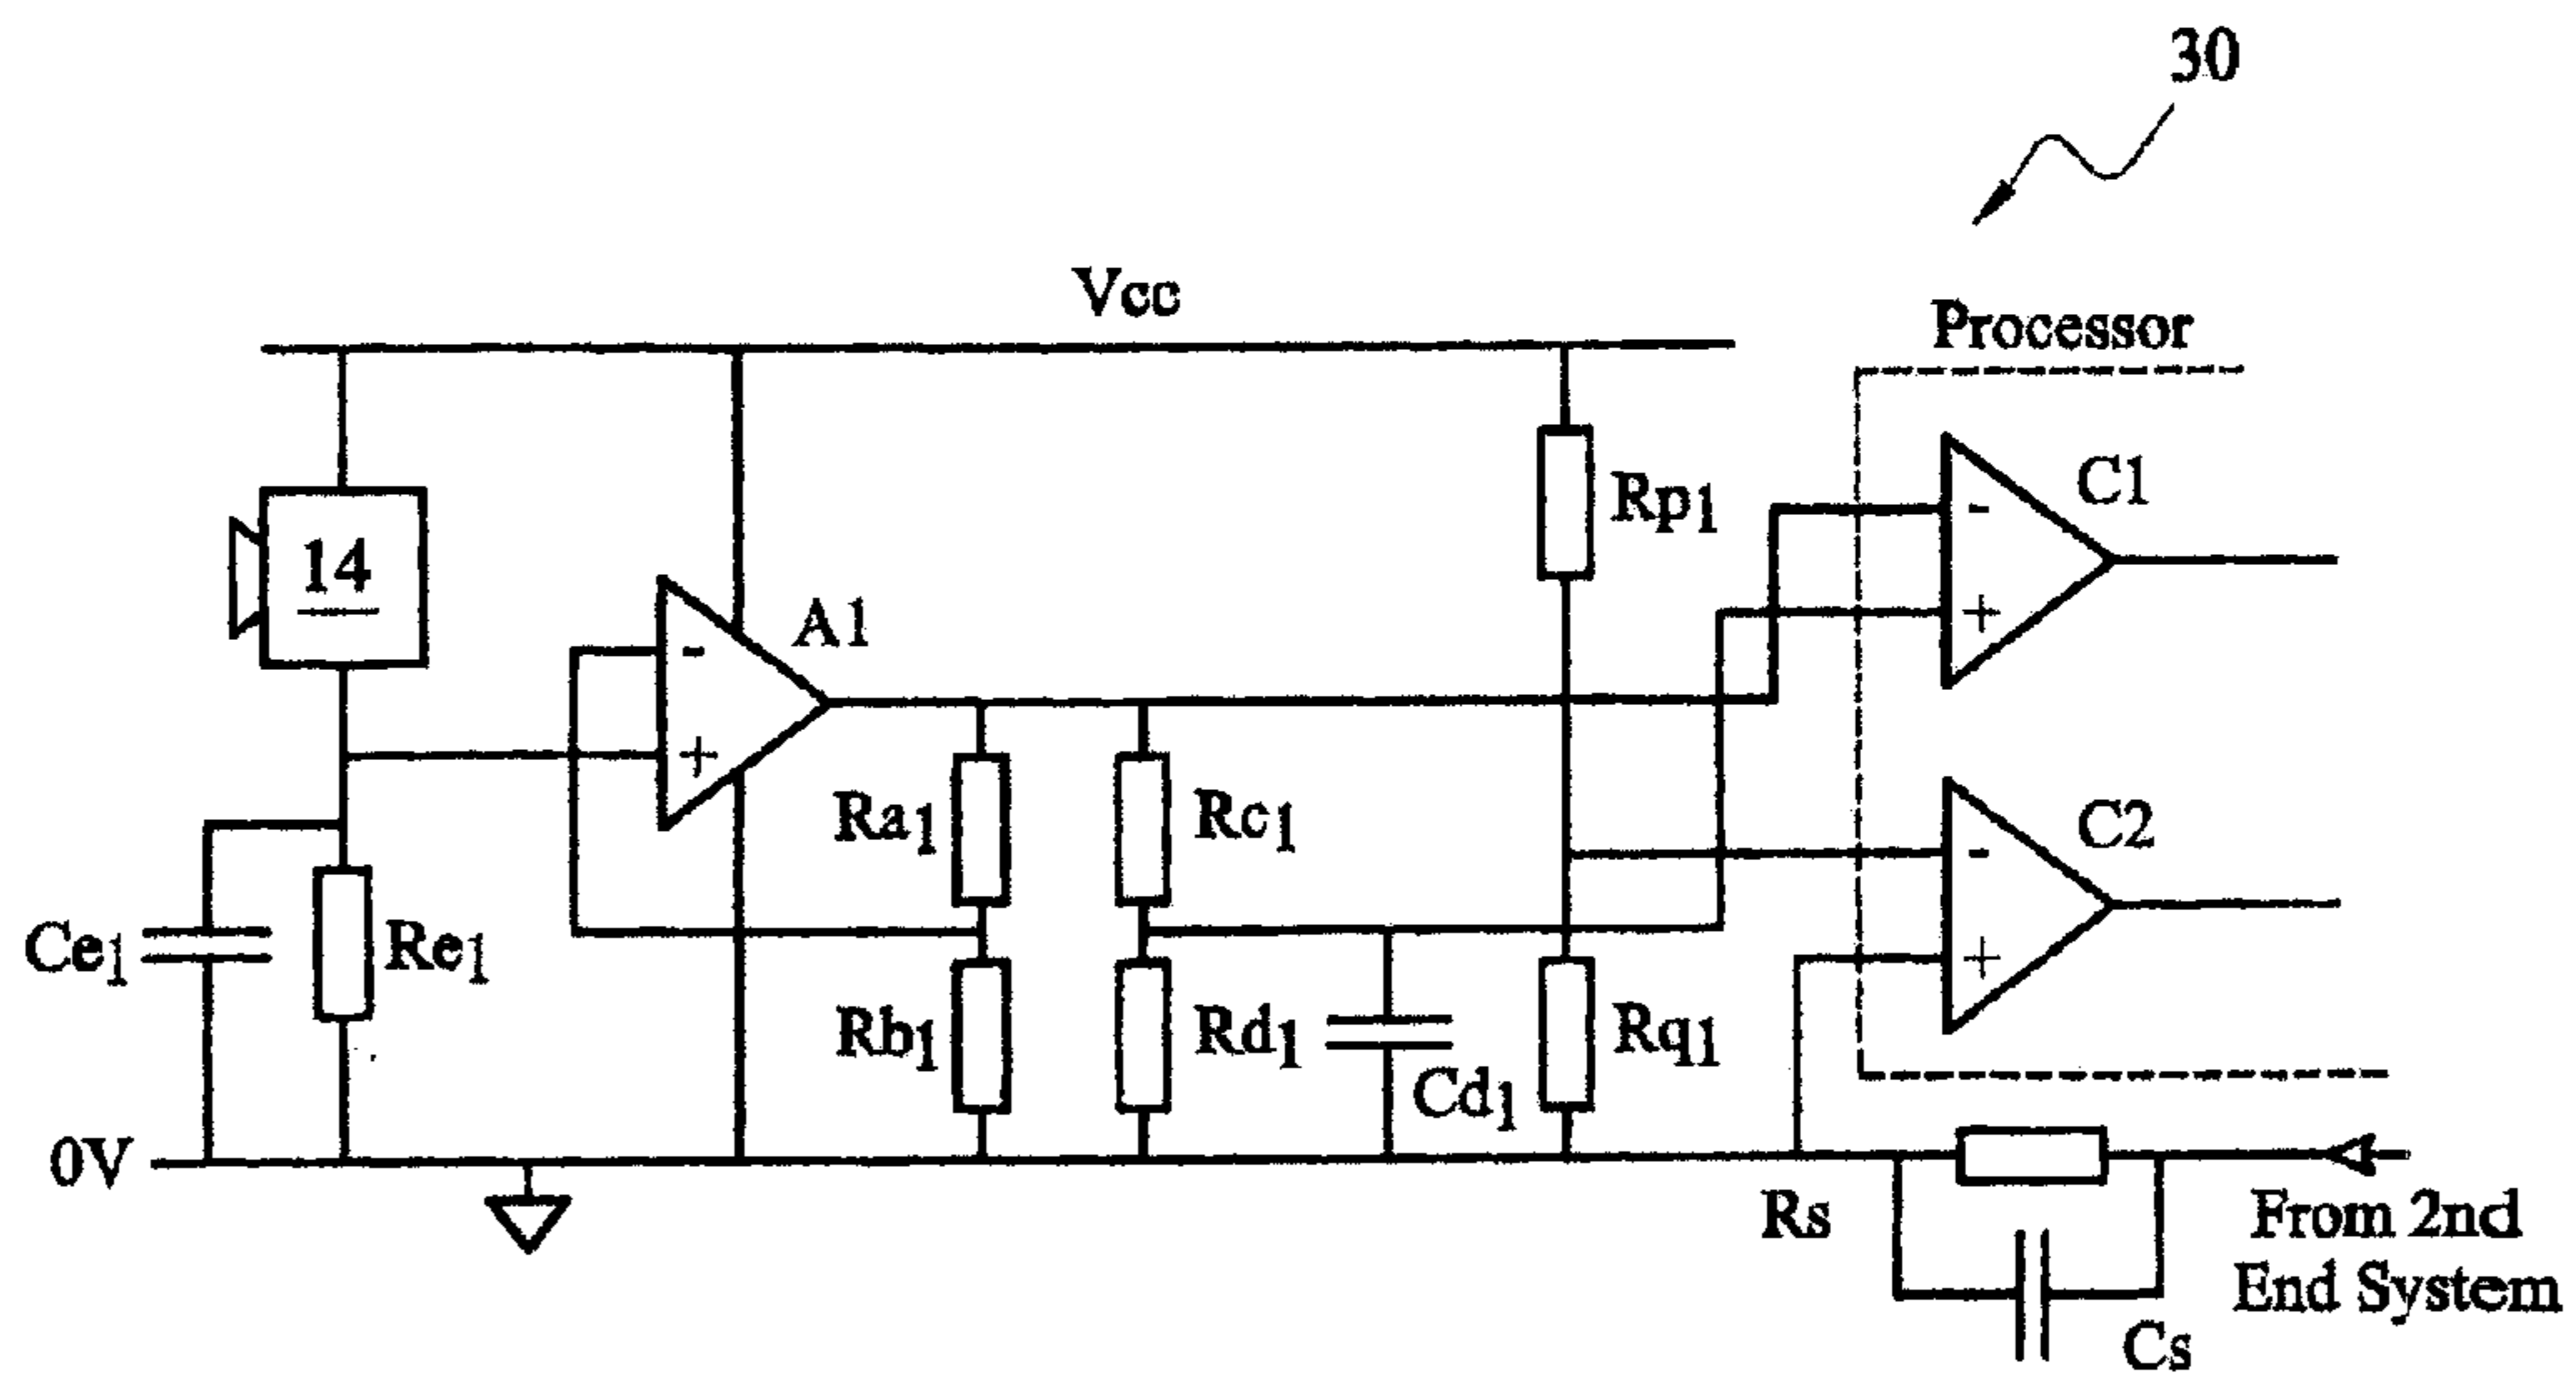 30
Vcc
Processor
C1
Rp1
14
A1
-
+
-
+
C2
Ra1
Rc1
-
+
Ce1
Re1
Rb1
Rd1
Cd1
Rq1
0V
Rs
From 2nd
End System
Cs